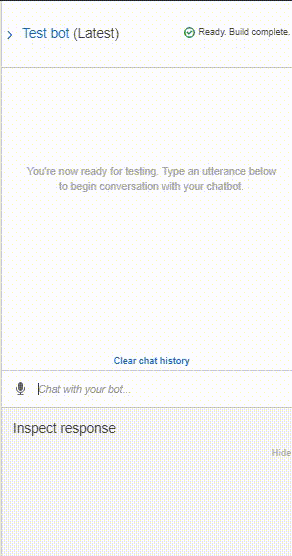 Test bot (Latest)
Ready. Build complete.
You're now ready for testing. Type an utterance below
to begin conversation with your chatbot.
Clear chat history
Chat with your bot...
Inspect response
Hide